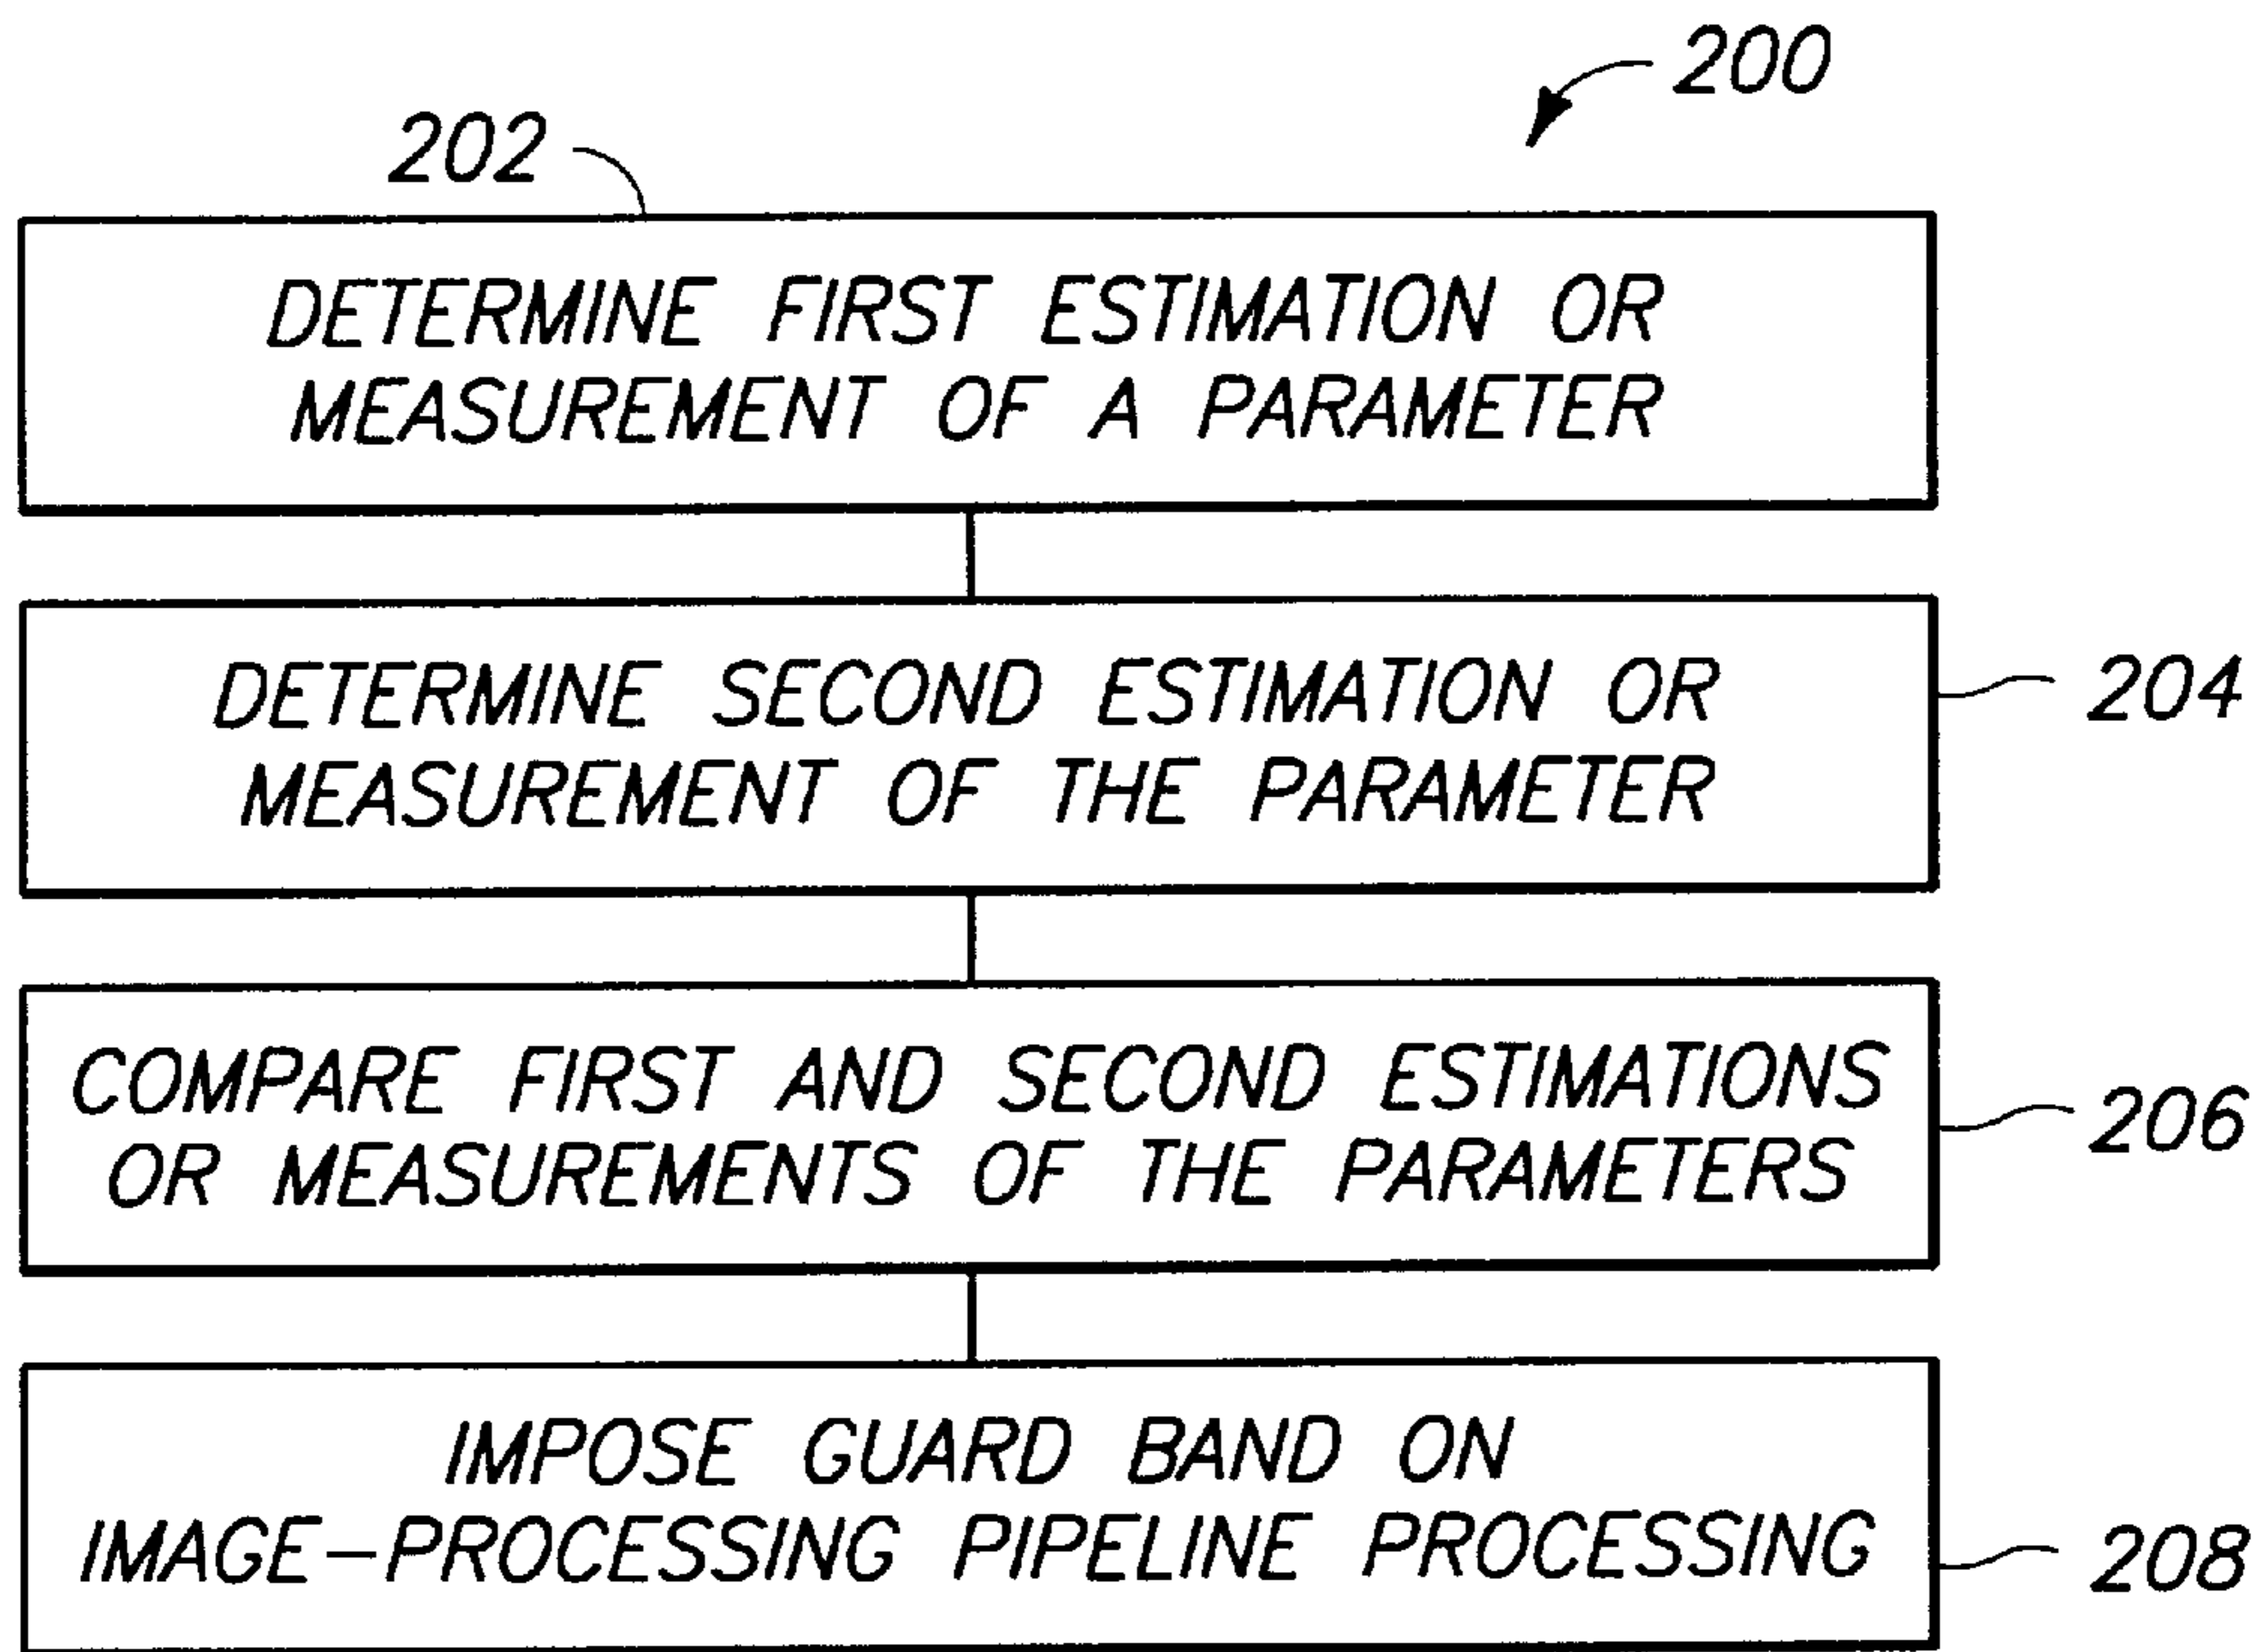 200
202
DETERMINE FIRST ESTIMATION OR
MEASUREMENT OF A PARAMETER
DETERMINE SECOND ESTIMATION OR
MEASUREMENT OF THE PARAMETER
204
COMPARE FIRST AND SECOND ESTIMATIONS
OR MEASUREMENTS OF THE PARAMETERS
206
IMPOSE GUARD BAND ON
IMAGE–PROCESSING PIPELINE PROCESSING
208